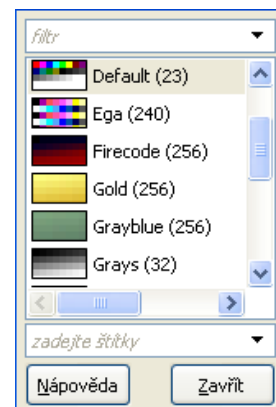 filtr
Default (23)
Ega (240)
Firecode (256)
Gold (256)
Grayblue (256)
Grays (32)
zadejte štítky
Nápověda Zavřít